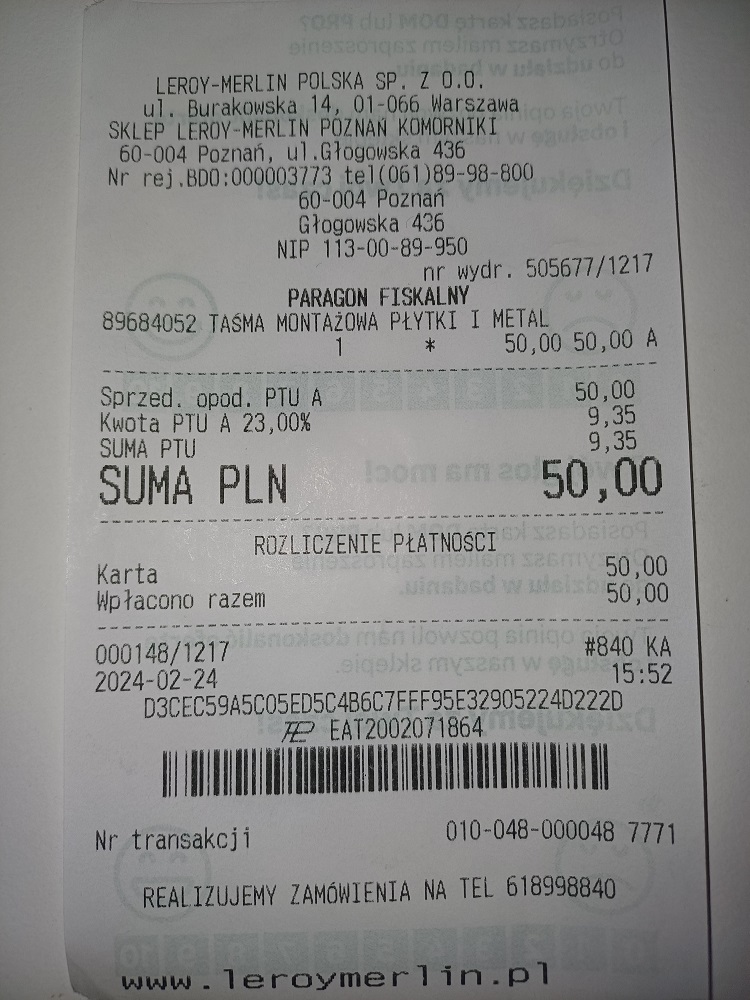 LEROY-MERLIN POLSKA SP. Z O.O.
ul. Burakowska 14, 01-066 Warszawa
SKLEP LEROY-MERLIN POZNAŃ KOMORNIKI
60-004 Poznań, ul.Głogowska 436
Nr rej.BDO:000003773 tel(061)89-98-800
60-004 Poznań
Głogowska 436
NIP 113-00-89-950
nr wydr. 505677/1217
PARAGON FISKALNY
89684052 TAŚMA MONTAŻOWA PŁYTKI I METAL
1 * 50,00 50,00 A
Sprzed. opod. PTU A 50,00
Kwota PTU A 23,00% 9,35
SUMA PTU 9,35
SUMA PLN 50,00
ROZLICZENIE PŁATNOŚCI
Karta 50,00
Wpłacono razem 50,00
000148/1217 #840 KA
2024-02-24 15:52
D3CEC59A5C05ED5C4B6C7FFF95E32905224D222D
EAT2002071864
Nr transakcji 010-048-000048 7771
REALIZUJEMY ZAMÓWIENIA NA TEL 618998840
www.leroymerlin.pl